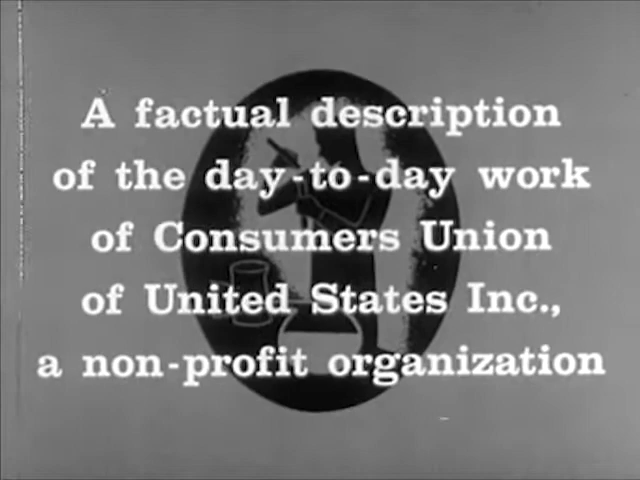 A factual description
of the day-to-day work
of Consumers Union
of United States Inc.,
a non-profit organization